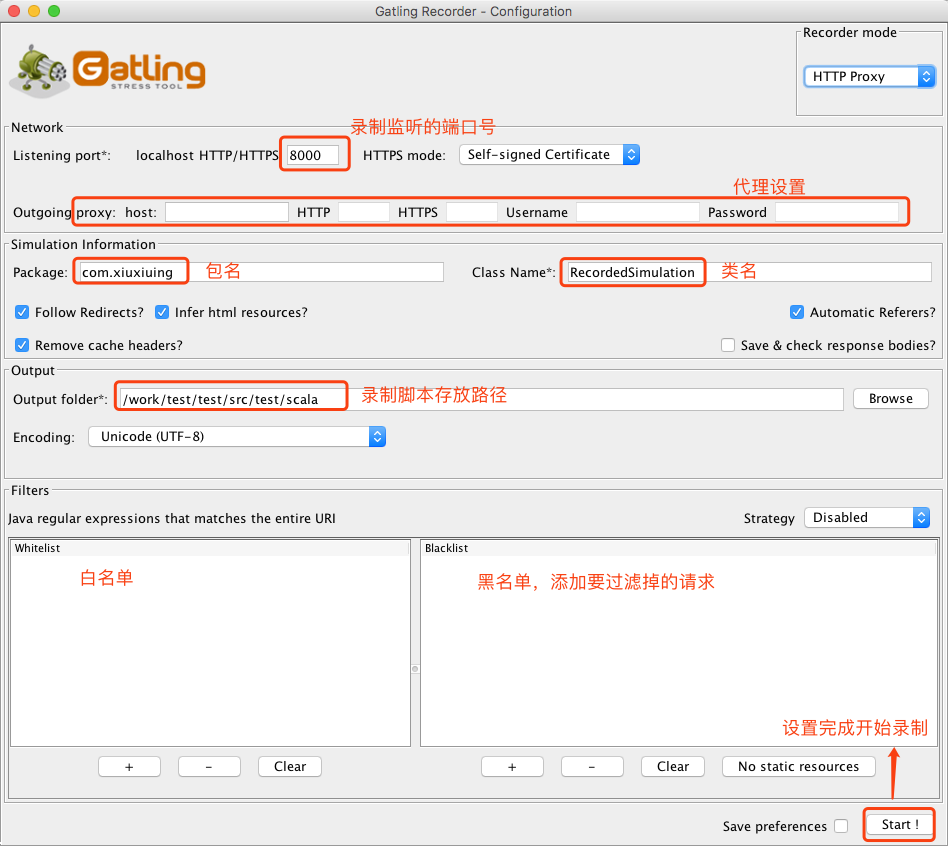 Gatling Recorder - Configuration
Gatling
STRESS TOOL
Recorder mode
HTTP Proxy
Network
录制监听的端口号
Listening port*: localhost HTTP/HTTPS 8000 HTTPS mode: Self-signed Certificate
代理设置
Outgoing proxy: host: HTTP HTTPS Username Password
Simulation Information
Package: com.xiuxiuing 包名 Class Name*: RecordedSimulation 类名
Follow Redirects? Infer html resources? Automatic Referers?
Remove cache headers? Save & check response bodies?
Output
Output folder*: /work/test/test/src/test/scala 录制脚本存放路径 Browse
Encoding: Unicode (UTF-8)
Filters
Java regular expressions that matches the entire URI Strategy Disabled
Whitelist Blacklist
白名单 黑名单，添加要过滤掉的请求
设置完成开始录制
+ - Clear + - Clear No static resources
Save preferences Start !